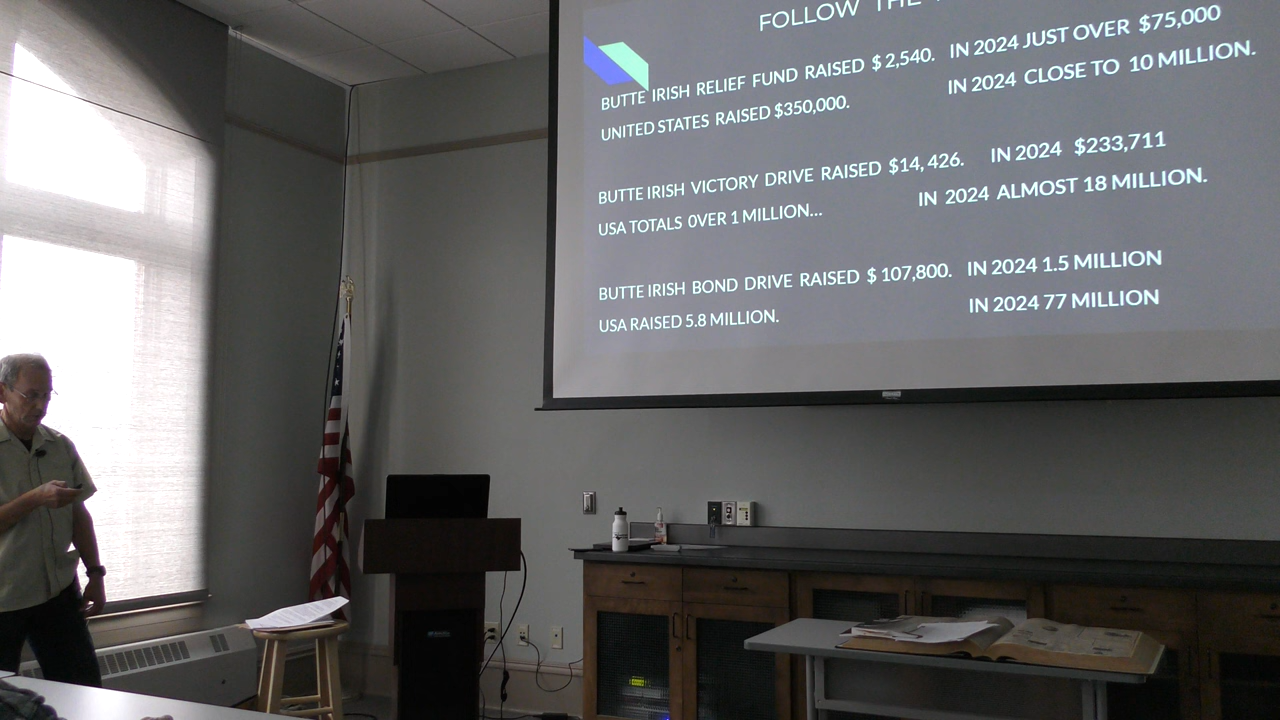 FOLLOW THE
BUTTE IRISH RELIEF FUND RAISED $ 2,540. IN 2024 JUST OVER $75,000
UNITED STATES RAISED $350,000. IN 2024 CLOSE TO 10 MILLION.
BUTTE IRISH VICTORY DRIVE RAISED $14,426. IN 2024 $233,711
USA TOTALS 0VER 1 MILLION... IN 2024 ALMOST 18 MILLION.
BUTTE IRISH BOND DRIVE RAISED $ 107,800. IN 2024 1.5 MILLION
USA RAISED 5.8 MILLION. IN 2024 77 MILLION